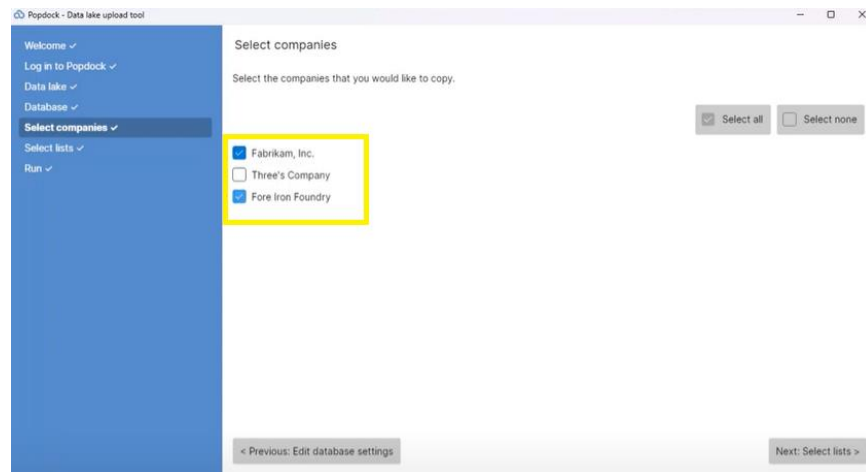 Popdock - Data lake upload tool
Welcome ✓
Log in to Popdock ✓
Data lake ✓
Database ✓
Select companies ✓
Select lists ✓
Run ✓
Select companies
Select the companies that you would like to copy.
Select all
Select none
Fabrikam, Inc.
Three's Company
Fore Iron Foundry
< Previous: Edit database settings
Next: Select lists >